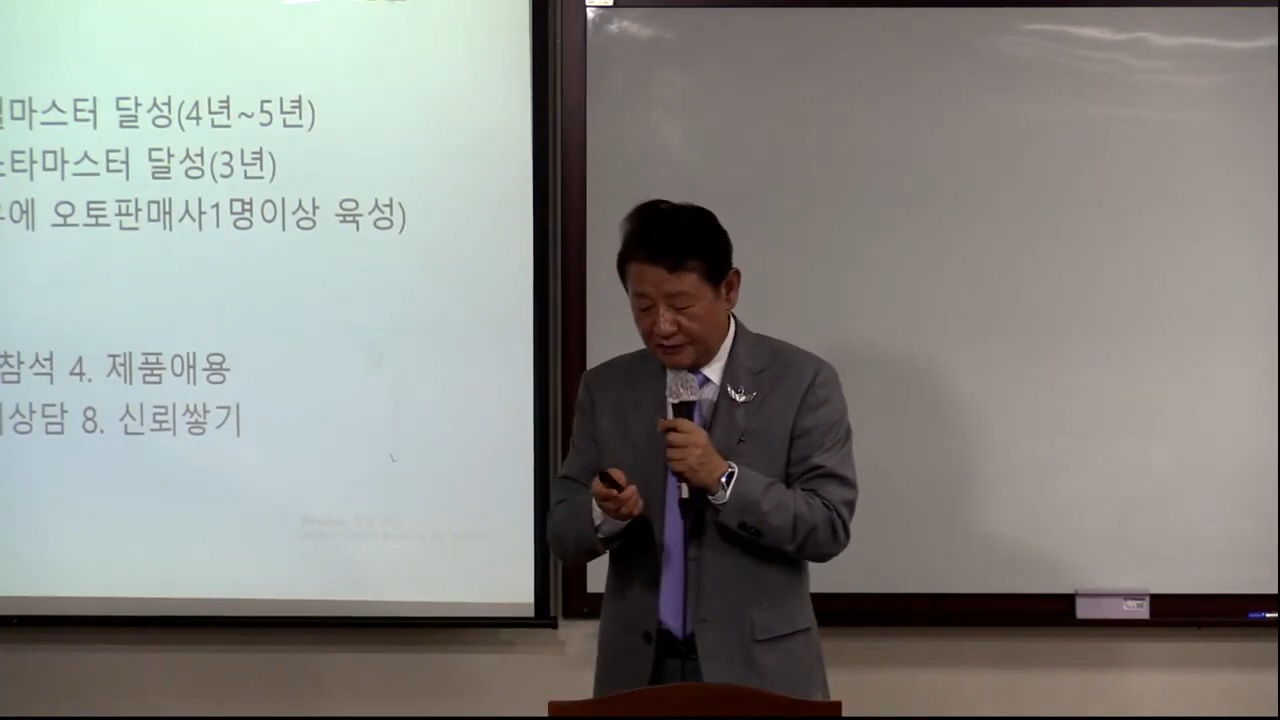 마스터 달성(4년~5년)
타마스터 달성(3년)
에 오토판매사1명이상 육성)
참석 4. 제품애용
상담 8. 신뢰쌓기